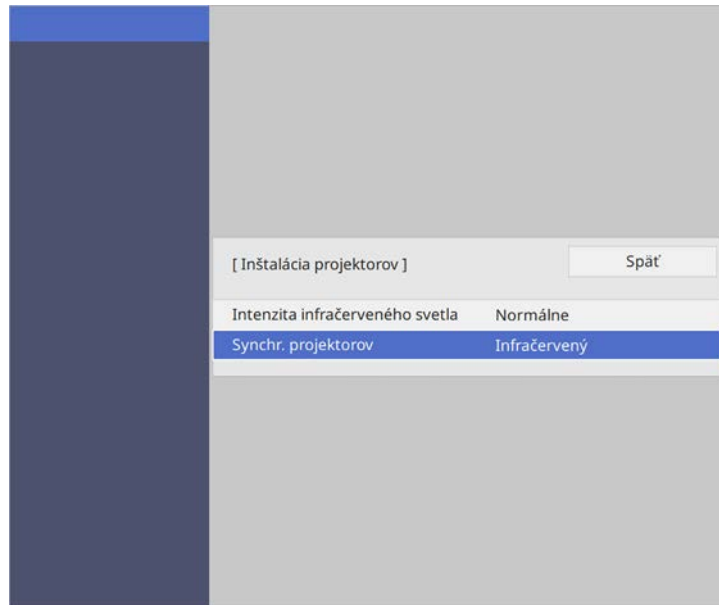 [ Inštalácia projektorov ] Späť
Intenzita infračerveného svetla Normálne
Synchr. projektorov Infračervený